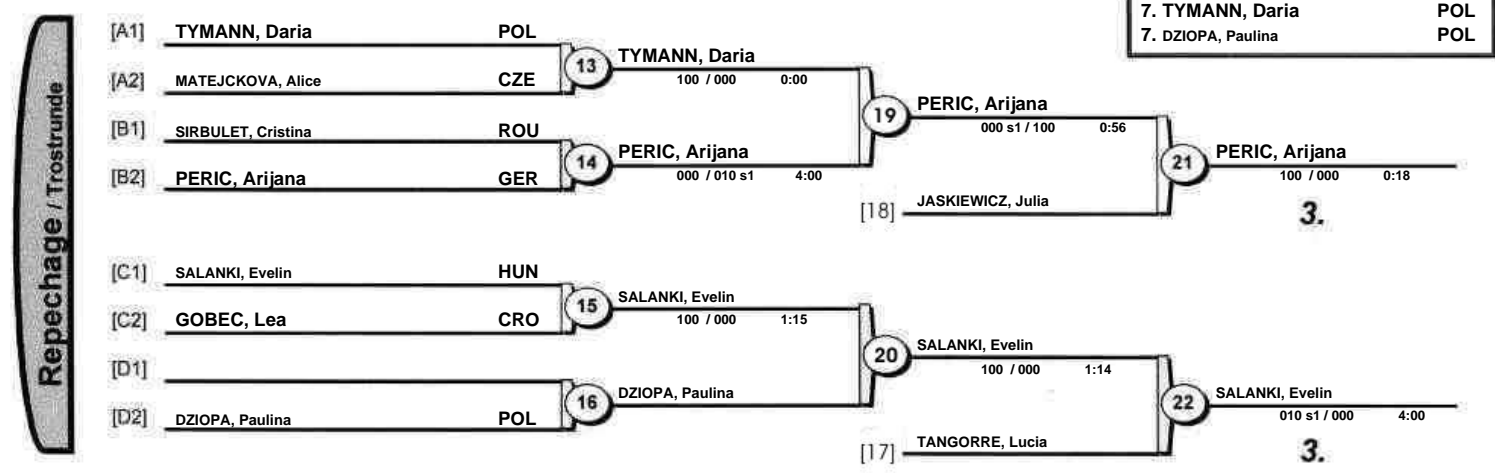 7. TYMANN, Daria POL
7. DZIOPA, Paulina POL
Repechage / Trostrunde
[A1] TYMANN, Daria POL
13 TYMANN, Daria
100 / 000 0:00
[A2] MATEJCKOVA, Alice CZE
19 PERIC, Arijana
000 s1 / 100 0:56
[B1] SIRBULET, Cristina ROU
14 PERIC, Arijana
000 / 010 s1 4:00
[B2] PERIC, Arijana GER
21 PERIC, Arijana
100 / 000 0:18
[18] JASKIEWICZ, Julia
3.
[C1] SALANKI, Evelin HUN
15 SALANKI, Evelin
100 / 000 1:15
[C2] GOBEC, Lea CRO
20 SALANKI, Evelin
100 / 000 1:14
[D1]
16 DZIOPA, Paulina
[D2] DZIOPA, Paulina POL
22 SALANKI, Evelin
010 s1 / 000 4:00
[17] TANGORRE, Lucia
3.